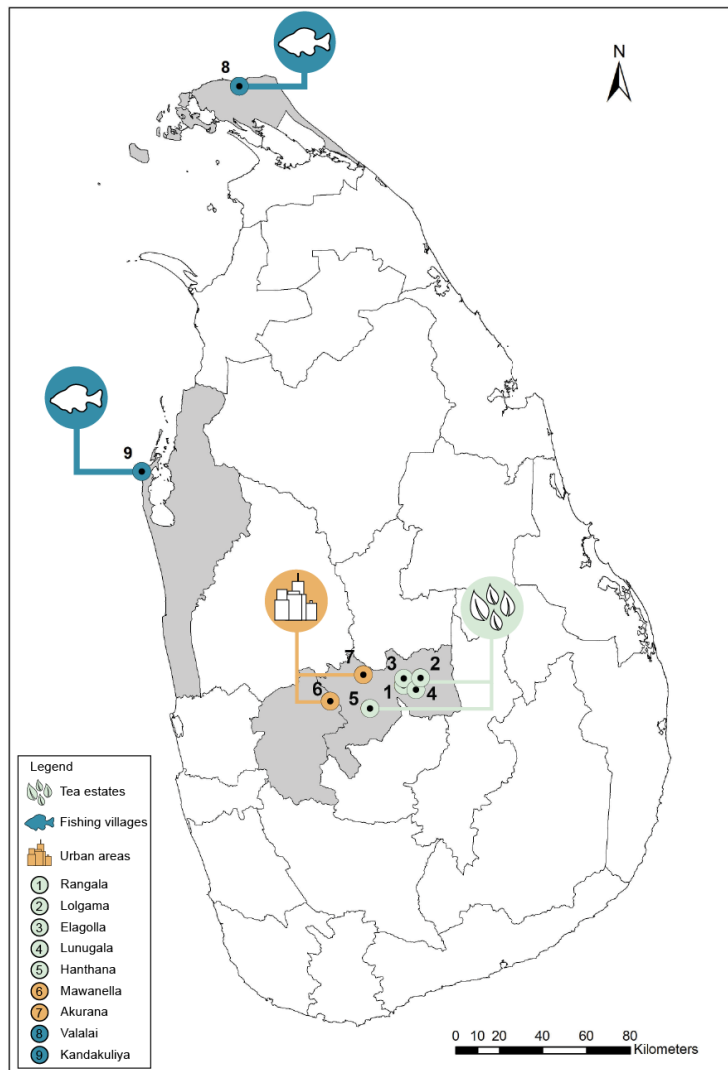 N
8
9
7
3
2
6
5
1
4
Legend
Tea estates
Fishing villages
Urban areas
1 Rangala
2 Lolgama
3 Elagolla
4 Lunugala
5 Hanthana
6 Mawanella
7 Akurana
8 Valalai
9 Kandakuliya
0 10 20 40 60 80
Kilometers